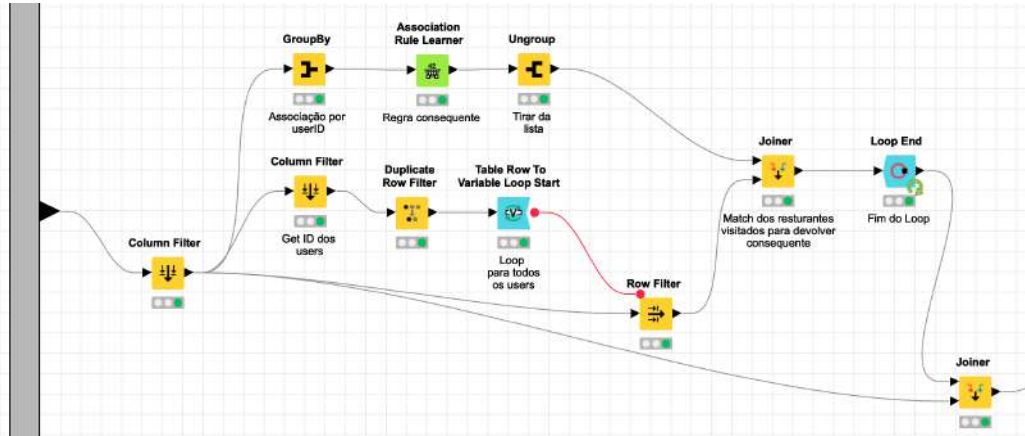 GroupBy
Associação por
userID
Association
Rule Learner
Regra consequente
Ungroup
Tirar da
lista
Column Filter
Get ID dos
users
Duplicate
Row Filter
Table Row To
Variable Loop Start
Loop
para todos
os users
Column Filter
Row Filter
Joiner
Match dos resturantes
visitados para devolver
consequente
Loop End
Fim do Loop
Joiner